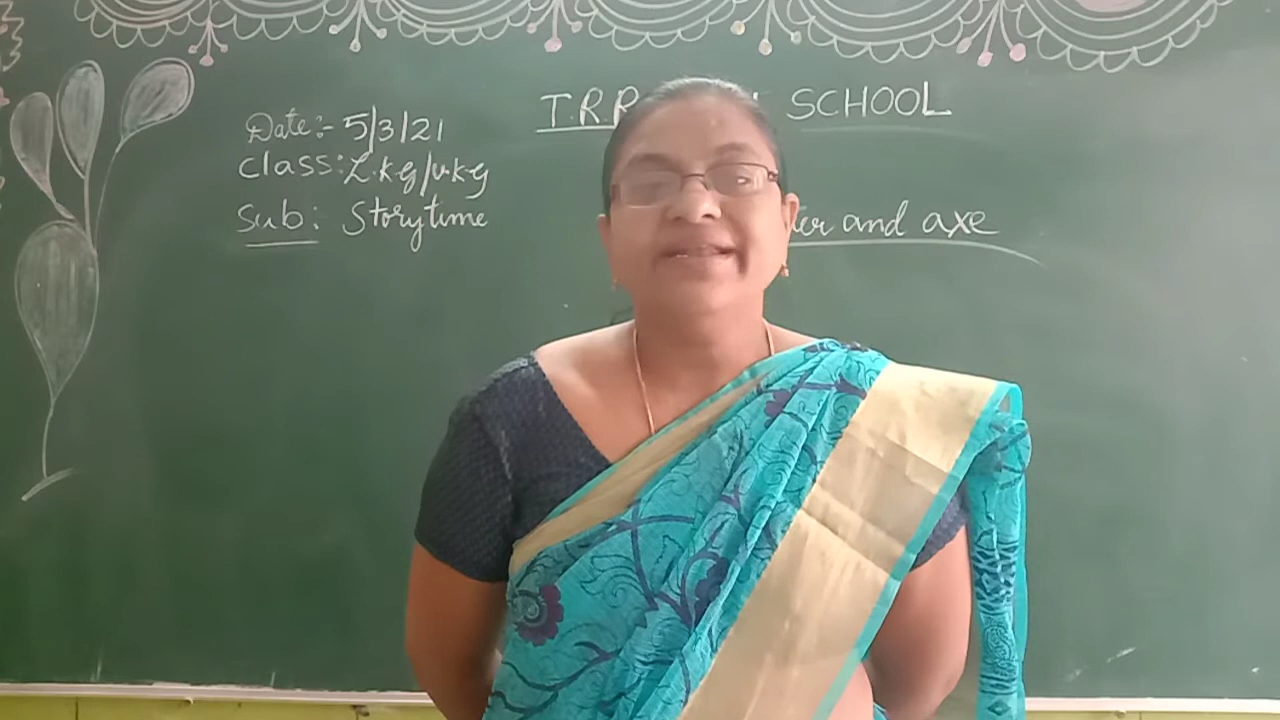 T.R.R SCHOOL
Date:- 5/3/21
Class: L.K.G/U.K.G
Sub: Storytime
and axe